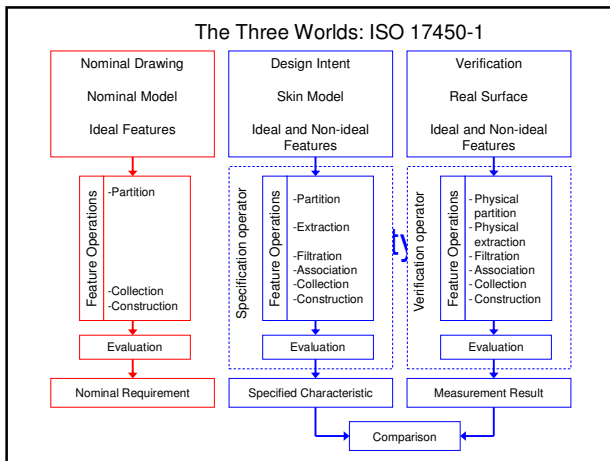 The Three Worlds: ISO 17450-1
Nominal Drawing
Nominal Model
Ideal Features
Design Intent
Skin Model
Ideal and Non-ideal
Features
Verification
Real Surface
Ideal and Non-ideal
Features
Feature Operations
-Partition
-Collection
-Construction
Evaluation
Nominal Requirement
Specification operator
Feature Operations
-Partition
-Extraction
-Filtration
-Association
-Collection
-Construction
Evaluation
Specified Characteristic
Verification operator
Feature Operations
- Physical
partition
- Physical
extraction
- Filtration
- Association
- Collection
- Construction
Evaluation
Measurement Result
Comparison